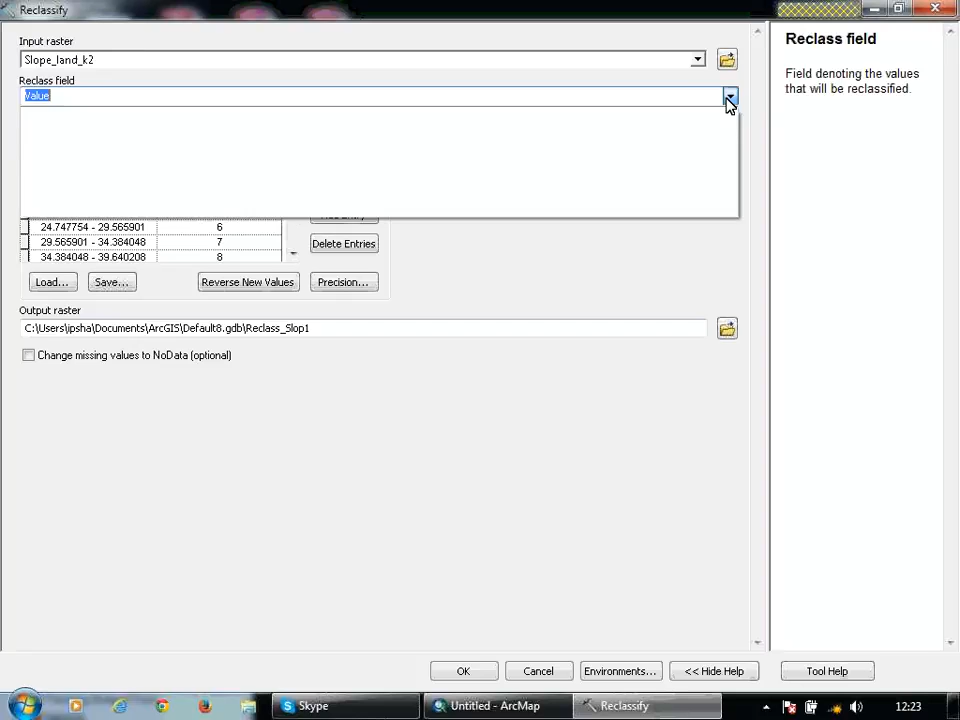 Reclassify
Input raster
Slope_land_k2
Reclass field
Value
24.747754 - 29.565901 6
29.565901 - 34.384048 7
34.384048 - 39.640208 8
Delete Entries
Load... Save... Reverse New Values Precision...
Output raster
C:\Users\ipsha\Documents\ArcGIS\Default8.gdb\Reclass_Slop1
Change missing values to NoData (optional)
OK Cancel Environments... << Hide Help Tool Help
Reclass field
Field denoting the values
that will be reclassified.
Skype Untitled - ArcMap Reclassify 12:23